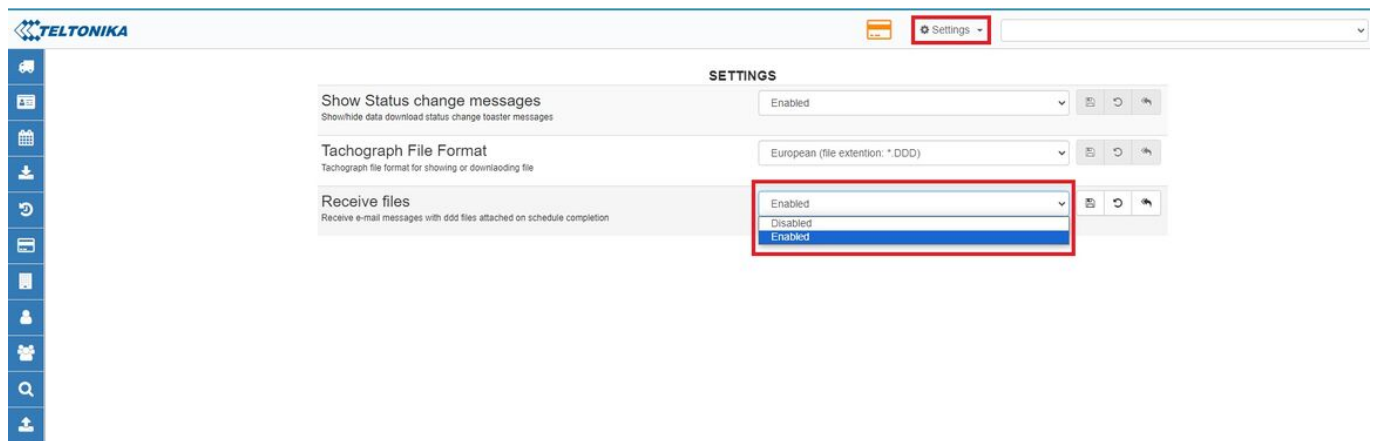 TELTONIKA
Settings
SETTINGS
Show Status change messages
Show/hide data download status change toaster messages
Enabled
Tachograph File Format
Tachograph file format for showing or downlaoding file
European (file extention: *.DDD)
Receive files
Receive e-mail messages with ddd files attached on schedule completion
Enabled
Disabled
Enabled